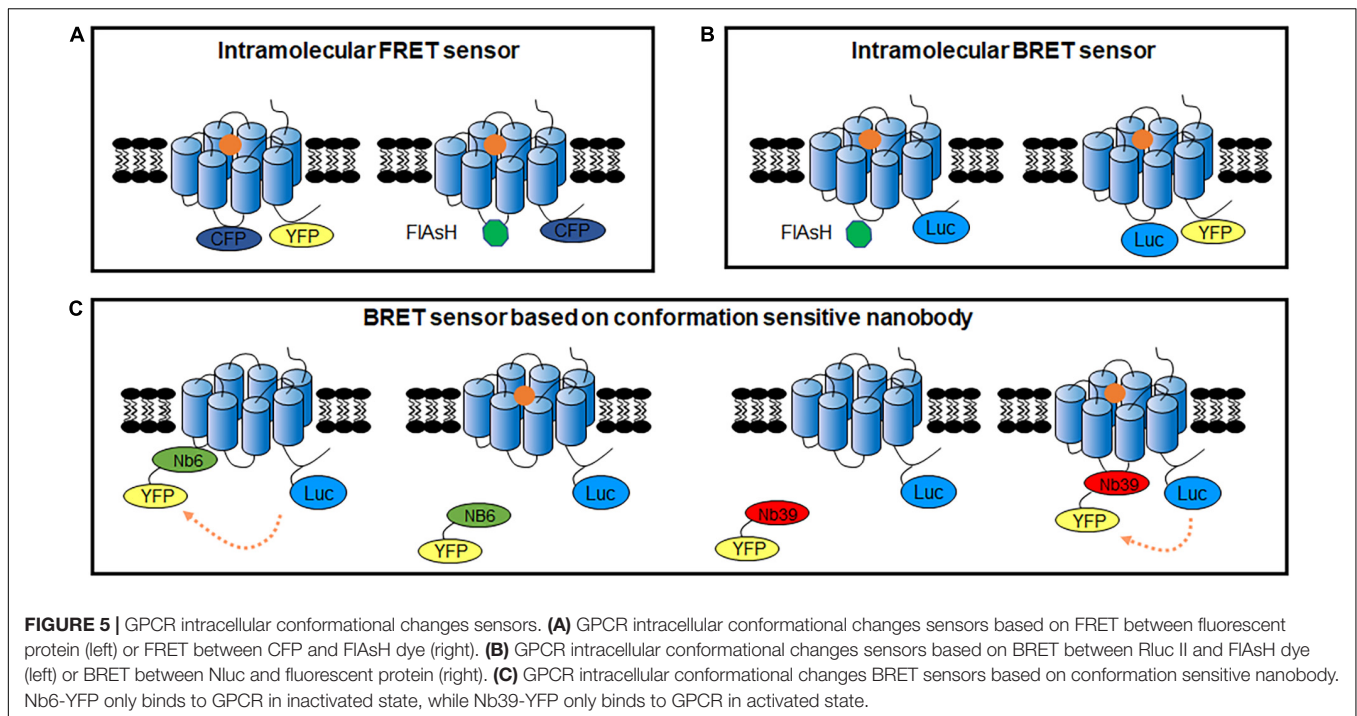 A
Intramolecular FRET sensor
CFP
YFP
FlAsH
CFP
B
Intramolecular BRET sensor
FlAsH
Luc
Luc
YFP
C
BRET sensor based on conformation sensitive nanobody
Nb6
YFP
Luc
NB6
YFP
Luc
Nb39
YFP
Luc
Nb39
YFP
Luc
FIGURE 5 | GPCR intracellular conformational changes sensors. (A) GPCR intracellular conformational changes sensors based on FRET between fluorescent
protein (left) or FRET between CFP and FlAsH dye (right). (B) GPCR intracellular conformational changes sensors based on BRET between Rluc II and FlAsH dye
(left) or BRET between Nluc and fluorescent protein (right). (C) GPCR intracellular conformational changes BRET sensors based on conformation sensitive nanobody.
Nb6-YFP only binds to GPCR in inactivated state, while Nb39-YFP only binds to GPCR in activated state.